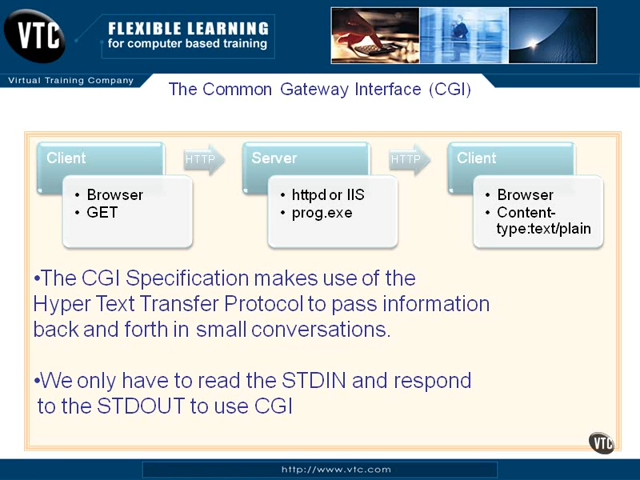 VTC
FLEXIBLE LEARNING
for computer based training
Virtual Training Company
The Common Gateway Interface (CGI)
Client
HTTP
Server
HTTP
Client
• Browser
• GET
• httpd or IIS
• prog.exe
• Browser
• Content-
type:text/plain
•The CGI Specification makes use of the
Hyper Text Transfer Protocol to pass information
back and forth in small conversations.
•We only have to read the STDIN and respond
to the STDOUT to use CGI
VTC
http://www.vtc.com